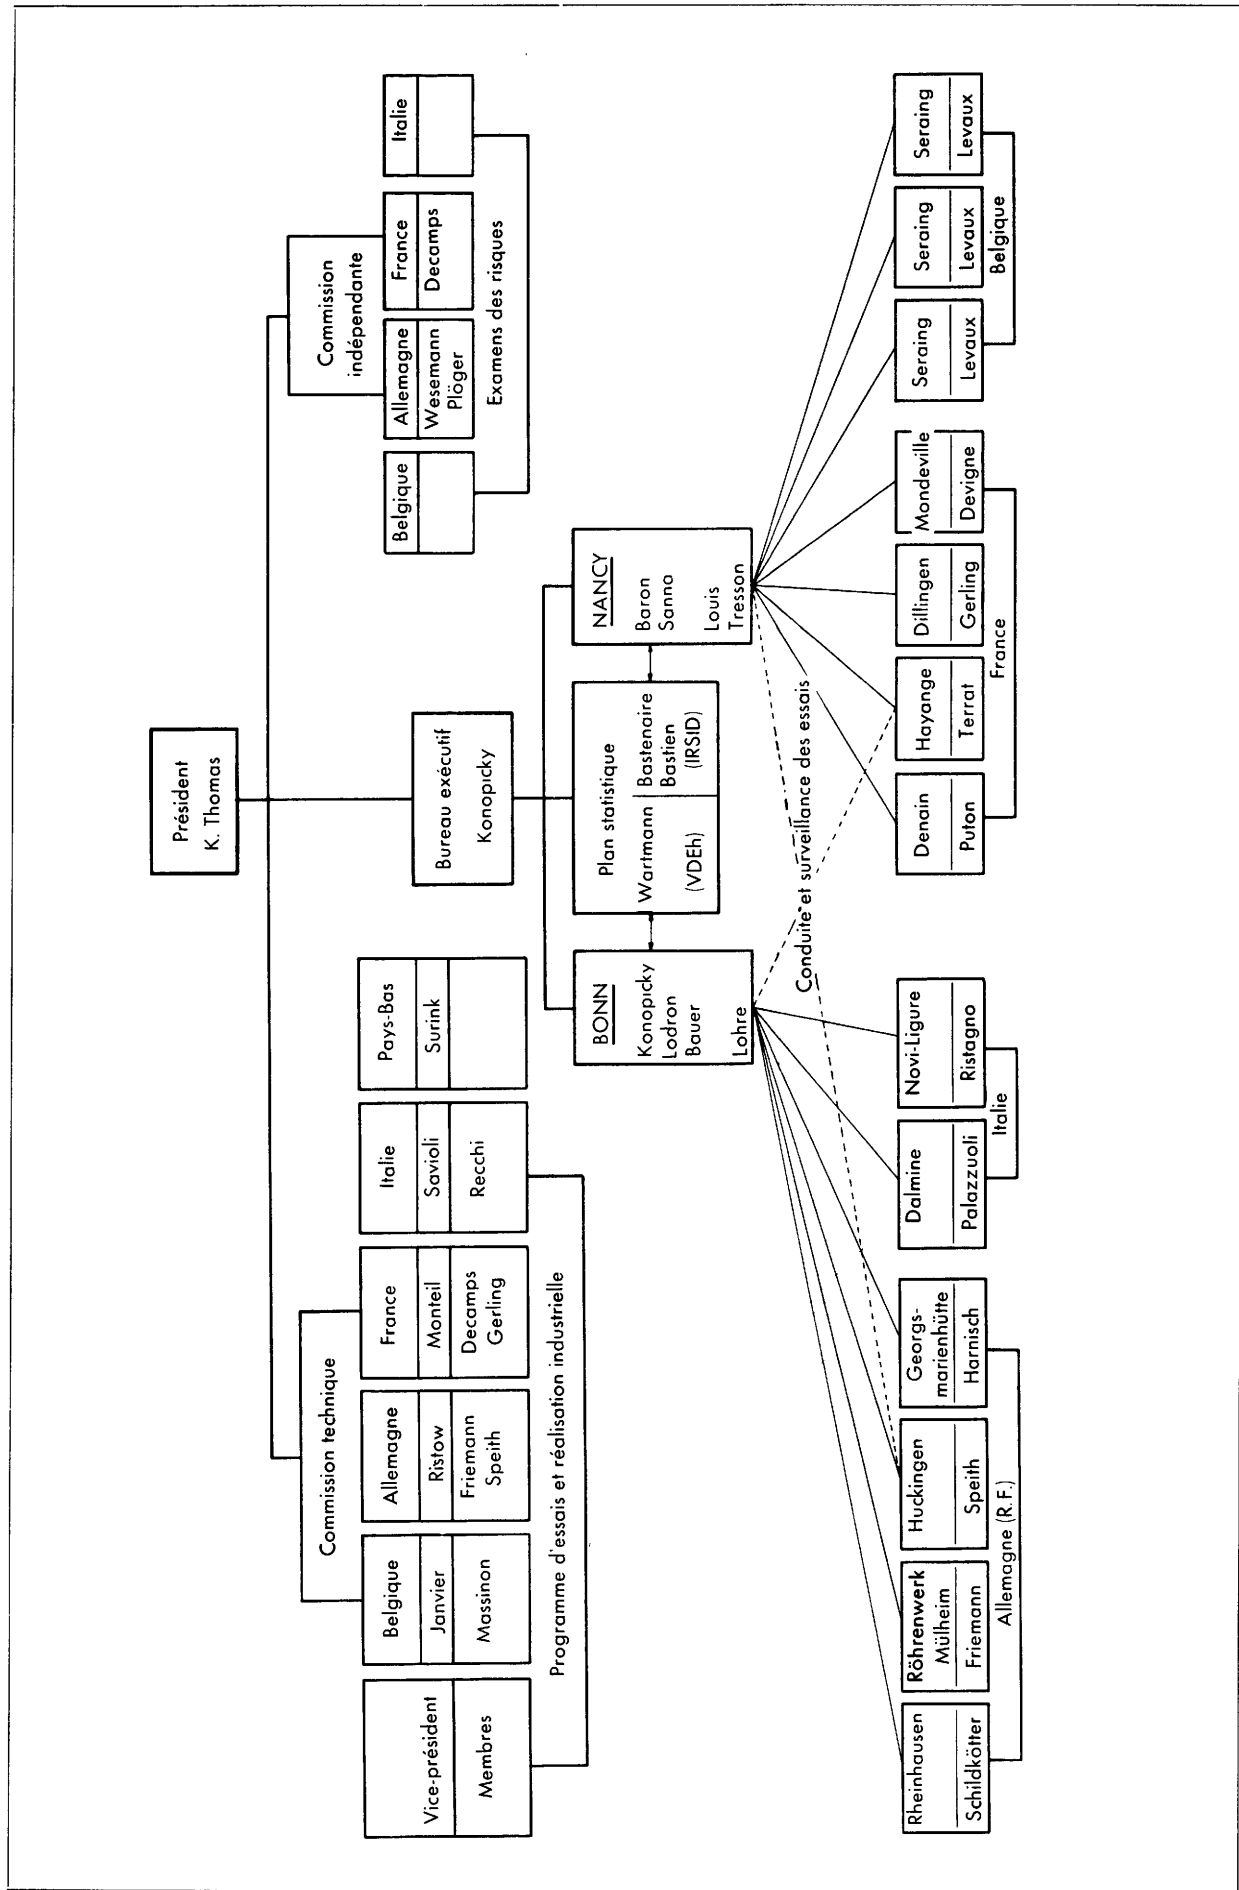 Président
K. Thomas
Commission technique
Vice-président
Membres
Belgique
Janvier
Massinon
Allemagne
Ristow
Friemann
Speith
France
Monteil
Decamps
Gerling
Italie
Savioli
Recchi
Pays-Bas
Surink
Programme d'essais et réalisation industrielle
Bureau exécutif
Konopicky
Commission
indépendante
Belgique
Allemagne
Wesemann
Plöger
France
Decamps
Italie
Examens des risques
BONN
Konopicky
Lodron
Bauer
Lohre
Plan statistique
Wartmann
(VDEh)
Bastenaire
Bastien
(IRSID)
NANCY
Baron
Sanno
Louis
Tresson
Conduite et surveillance des essais
Rheinhausen
Schildkötter
Röhrenwerk
Mülheim
Friemann
Huckingen
Speith
Georgs-
marienhütte
Harnisch
Allemagne (R.F.)
Dalmine
Palazzuoli
Novi-Ligure
Ristagno
Italie
Denain
Puton
Hayange
Terrat
Dillingen
Gerling
Mondeville
Devigne
France
Seraing
Levaux
Seraing
Levaux
Seraing
Levaux
Belgique